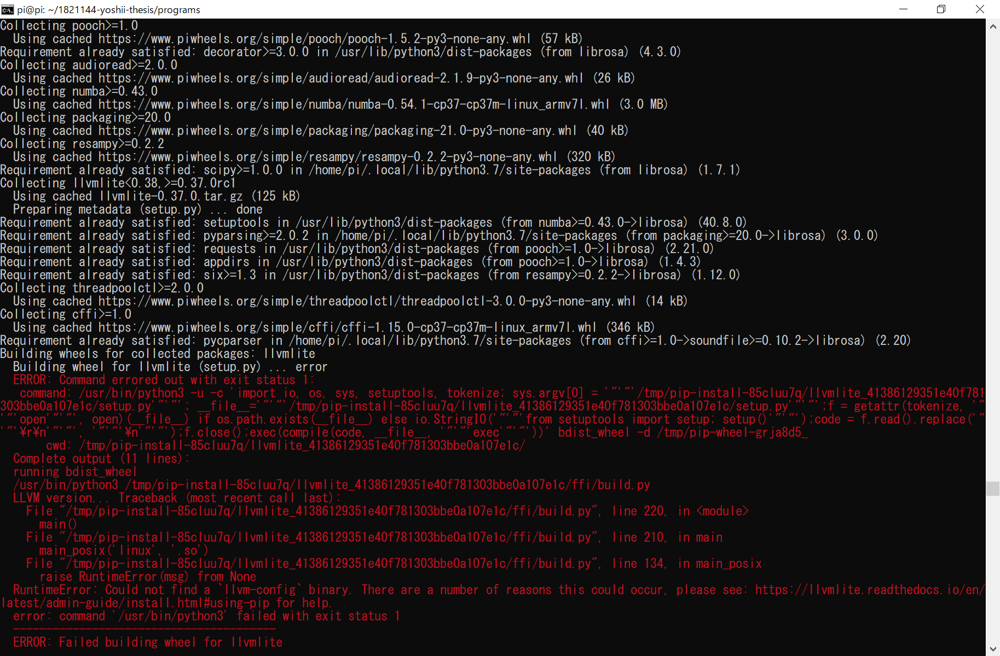 pi@pi: ~/1821144-yoshii-thesis/programs
Collecting pooch>=1.0
  Using cached https://www.piwheels.org/simple/pooch/pooch-1.5.2-py3-none-any.whl (57 kB)
Requirement already satisfied: decorator>=3.0.0 in /usr/lib/python3/dist-packages (from librosa) (4.3.0)
Collecting audioread>=2.0.0
  Using cached https://www.piwheels.org/simple/audioread/audioread-2.1.9-py3-none-any.whl (26 kB)
Collecting numba>=0.43.0
  Using cached https://www.piwheels.org/simple/numba/numba-0.54.1-cp37-cp37m-linux_armv7l.whl (3.0 MB)
Collecting packaging>=20.0
  Using cached https://www.piwheels.org/simple/packaging/packaging-21.0-py3-none-any.whl (40 kB)
Collecting resampy>=0.2.2
  Using cached https://www.piwheels.org/simple/resampy/resampy-0.2.2-py3-none-any.whl (320 kB)
Requirement already satisfied: scipy>=1.0.0 in /home/pi/.local/lib/python3.7/site-packages (from librosa) (1.7.1)
Collecting llvmlite<0.38,>=0.37.0rc1
  Using cached llvmlite-0.37.0.tar.gz (125 kB)
  Preparing metadata (setup.py) ... done
Requirement already satisfied: setuptools in /usr/lib/python3/dist-packages (from numba>=0.43.0->librosa) (40.8.0)
Requirement already satisfied: pyparsing>=2.0.2 in /home/pi/.local/lib/python3.7/site-packages (from packaging>=20.0->librosa) (3.0.0)
Requirement already satisfied: requests in /usr/lib/python3/dist-packages (from pooch>=1.0->librosa) (2.21.0)
Requirement already satisfied: appdirs in /usr/lib/python3/dist-packages (from pooch>=1.0->librosa) (1.4.3)
Requirement already satisfied: six>=1.3 in /usr/lib/python3/dist-packages (from resampy>=0.2.2->librosa) (1.12.0)
Collecting threadpoolctl>=2.0.0
  Using cached https://www.piwheels.org/simple/threadpoolctl/threadpoolctl-3.0.0-py3-none-any.whl (14 kB)
Collecting cffi>=1.0
  Using cached https://www.piwheels.org/simple/cffi/cffi-1.15.0-cp37-cp37m-linux_armv7l.whl (346 kB)
Requirement already satisfied: pycparser in /home/pi/.local/lib/python3.7/site-packages (from cffi>=1.0->soundfile>=0.10.2->librosa) (2.20)
Building wheels for collected packages: llvmlite
  Building wheel for llvmlite (setup.py) ... error
  ERROR: Command errored out with exit status 1:
   command: /usr/bin/python3 -u -c 'import io, os, sys, setuptools, tokenize; sys.argv[0] = '"'"'/tmp/pip-install-85cluu7q/llvmlite_41386129351e40f781
303bbe0a107e1c/setup.py'"'"'; __file__='"'"'/tmp/pip-install-85cluu7q/llvmlite_41386129351e40f781303bbe0a107e1c/setup.py'"'"';f = getattr(tokenize, '"
'"'open'"'"', open)(__file__) if os.path.exists(__file__) else io.StringIO('"'"'from setuptools import setup; setup()'"'"');code = f.read().replace('"
'"'¥r¥n'"'"', '"'"'¥n'"'"');f.close();exec(compile(code, __file__, '"'"'exec'"'"'))' bdist_wheel -d /tmp/pip-wheel-grja8d5_
       cwd: /tmp/pip-install-85cluu7q/llvmlite_41386129351e40f781303bbe0a107e1c/
  Complete output (11 lines):
  running bdist_wheel
  /usr/bin/python3 /tmp/pip-install-85cluu7q/llvmlite_41386129351e40f781303bbe0a107e1c/ffi/build.py
  LLVM version... Traceback (most recent call last):
    File "/tmp/pip-install-85cluu7q/llvmlite_41386129351e40f781303bbe0a107e1c/ffi/build.py", line 220, in <module>
      main()
    File "/tmp/pip-install-85cluu7q/llvmlite_41386129351e40f781303bbe0a107e1c/ffi/build.py", line 210, in main
      main_posix('linux', '.so')
    File "/tmp/pip-install-85cluu7q/llvmlite_41386129351e40f781303bbe0a107e1c/ffi/build.py", line 134, in main_posix
      raise RuntimeError(msg) from None
  RuntimeError: Could not find a `llvm-config` binary. There are a number of reasons this could occur, please see: https://llvmlite.readthedocs.io/en/
latest/admin-guide/install.html#using-pip for help.
  error: command '/usr/bin/python3' failed with exit status 1
  ----------------------------------------
  ERROR: Failed building wheel for llvmlite